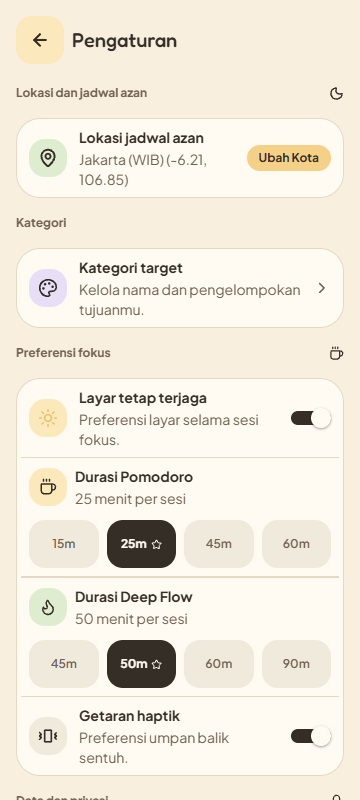 Pengaturan
Lokasi dan jadwal azan
Lokasi jadwal azan
Jakarta (WIB) (-6.21,
106.85)
Ubah Kota
Kategori
Kategori target
Kelola nama dan pengelompokan
tujuanmu.
Preferensi fokus
Layar tetap terjaga
Preferensi layar selama sesi
fokus.
Durasi Pomodoro
25 menit per sesi
15m 25m 45m 60m
Durasi Deep Flow
50 menit per sesi
45m 50m 60m 90m
Getaran haptik
Preferensi umpan balik
sentuh.
Data dan privasi